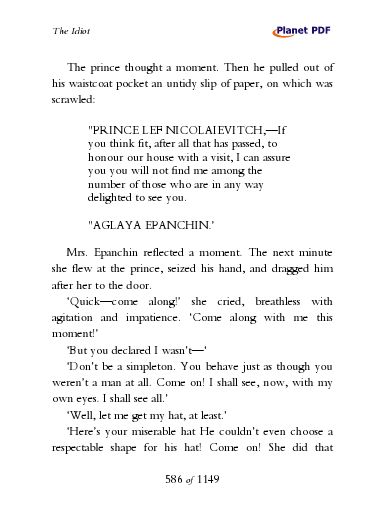 The Idiot
Planet PDF
The prince thought a moment. Then he pulled out of
his waistcoat pocket an untidy slip of paper, on which was
scrawled:
"PRINCE LEF NICOLAIEVITCH,—If
you think fit, after all that has passed, to
honour our house with a visit, I can assure
you you will not find me among the
number of those who are in any way
delighted to see you.
"AGLAYA EPANCHIN.'
Mrs. Epanchin reflected a moment. The next minute
she flew at the prince, seized his hand, and dragged him
after her to the door.
'Quick—come along!' she cried, breathless with
agitation and impatience. 'Come along with me this
moment!'
'But you declared I wasn't—'
'Don't be a simpleton. You behave just as though you
weren't a man at all. Come on! I shall see, now, with my
own eyes. I shall see all.'
'Well, let me get my hat, at least.'
'Here's your miserable hat He couldn't even choose a
respectable shape for his hat! Come on! She did that
586 of 1149